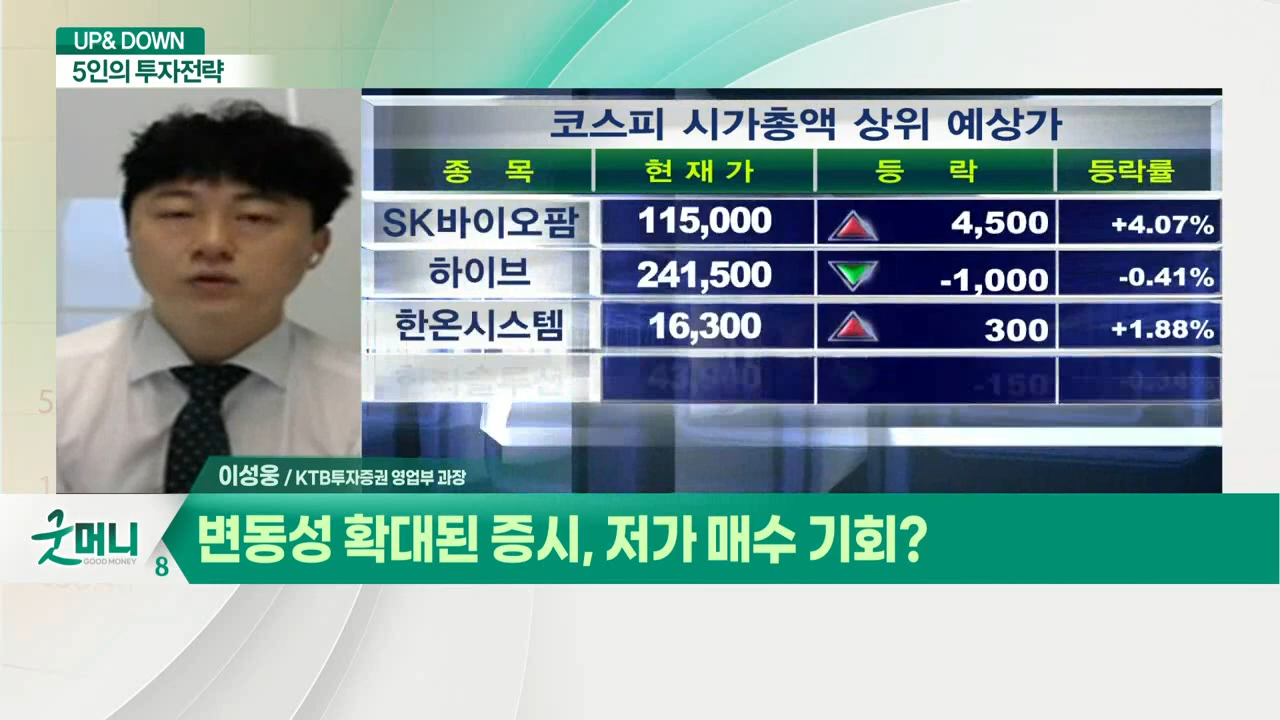 UP& DOWN
5인의 투자전략
코스피 시가총액 상위 예상가
종 목 현 재 가 등 락 등락률
SK바이오팜 115,000 4,500 +4.07%
하이브 241,500 -1,000 -0.41%
한온시스템 16,300 300 +1.88%
-150
이성웅 / KTB투자증권 영업부 과장
굿머니
GOOD MONEY
8
변동성 확대된 증시, 저가 매수 기회?
5
1